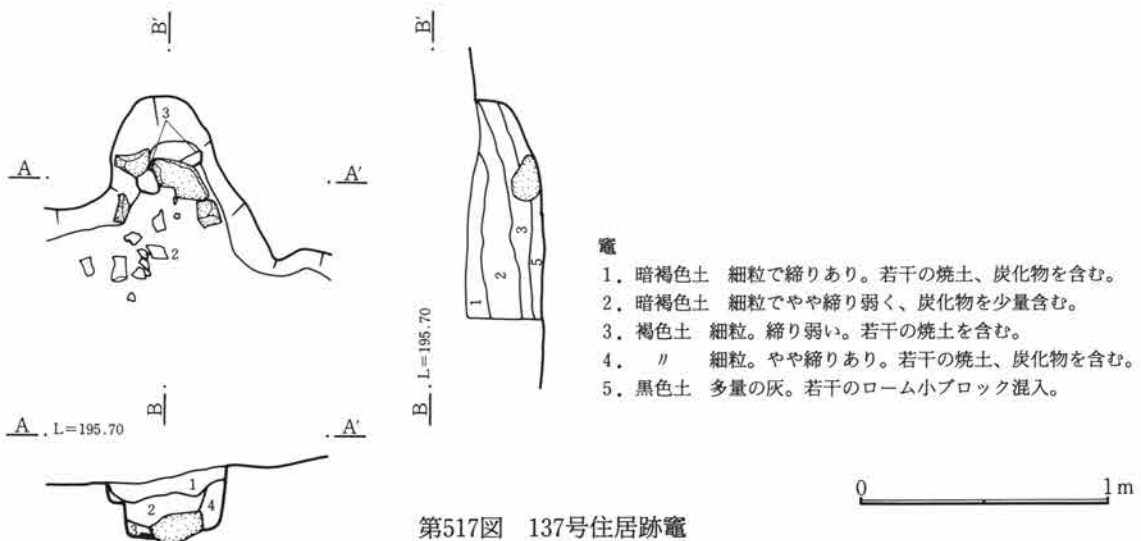 B'
B'
3
A
A'
2
3
5
2
1
L=195.70
B
B
竈
1．暗褐色土　細粒で締りあり。若干の焼土、炭化物を含む。
2．暗褐色土　細粒でやや締り弱く、炭化物を少量含む。
3．褐色土　細粒。締り弱い。若干の焼土を含む。
4．　〃　　細粒。やや締りあり。若干の焼土、炭化物を含む。
5．黒色土　多量の灰。若干のローム小ブロック混入。
A L=195.70
A'
1
2
4
3
0 1m
第517図　137号住居跡竈